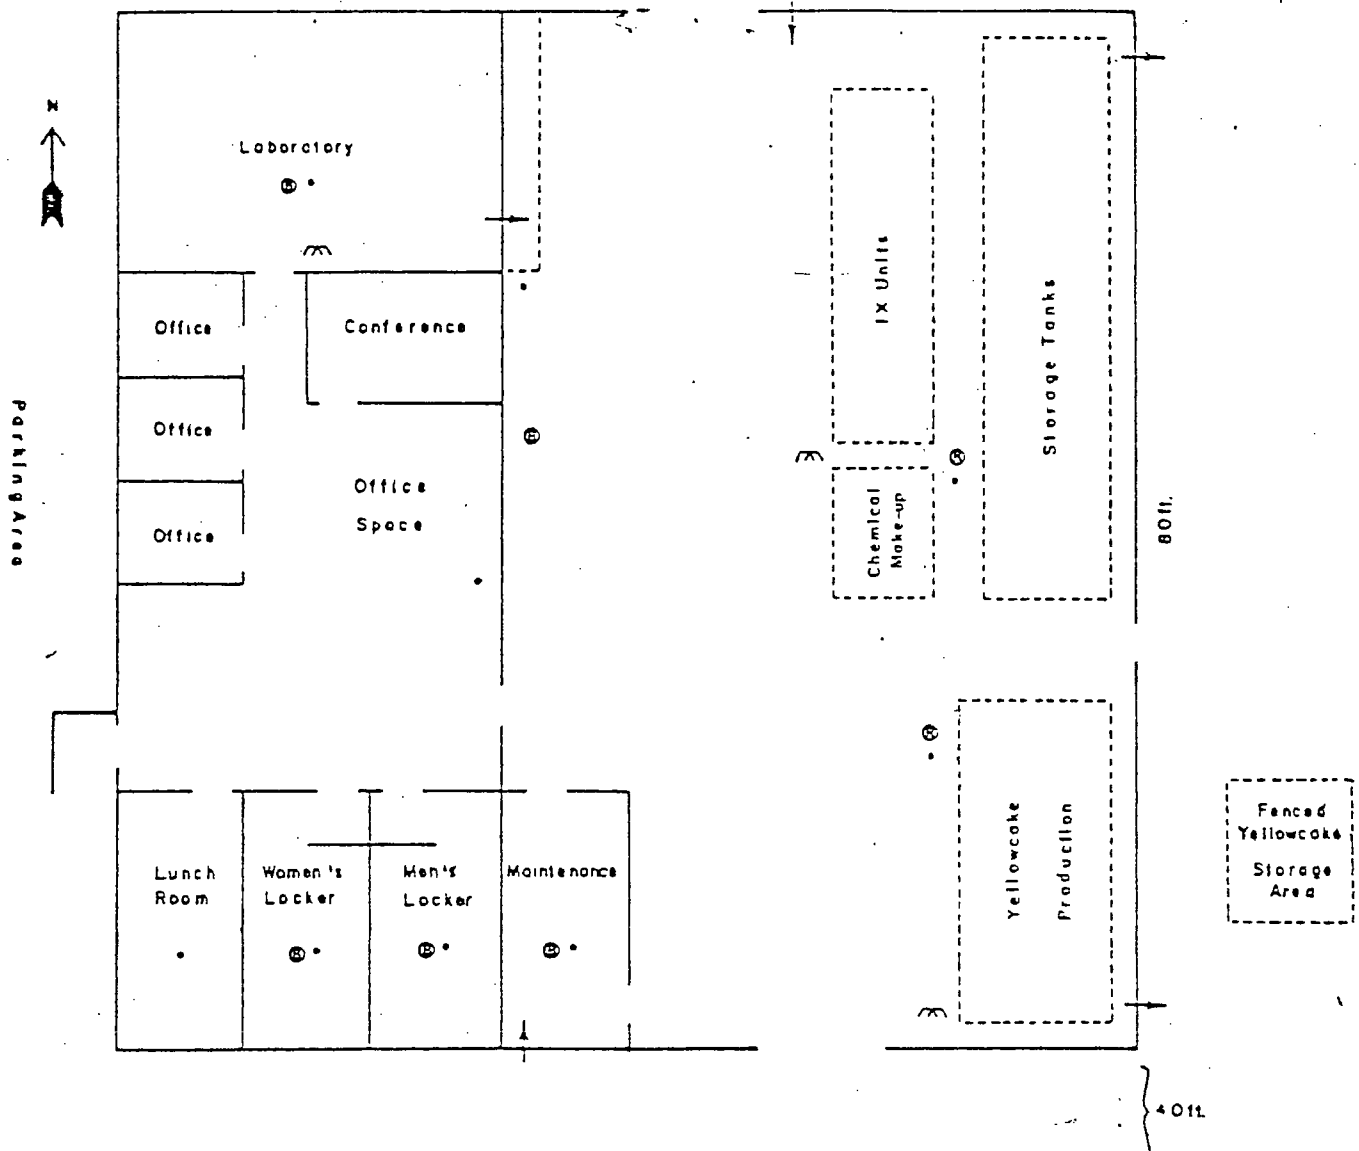 N
Laboratory
Office
Conference
IX Units
Storage Tanks
Parking Area
Office
Office
Space
Office
Chemical
Make-up
80ft.
Yellowcake
Production
Fenced
Yellowcake
Storage
Area
Lunch
Room
Women's
Locker
Men's
Locker
Maintenance
40ft.